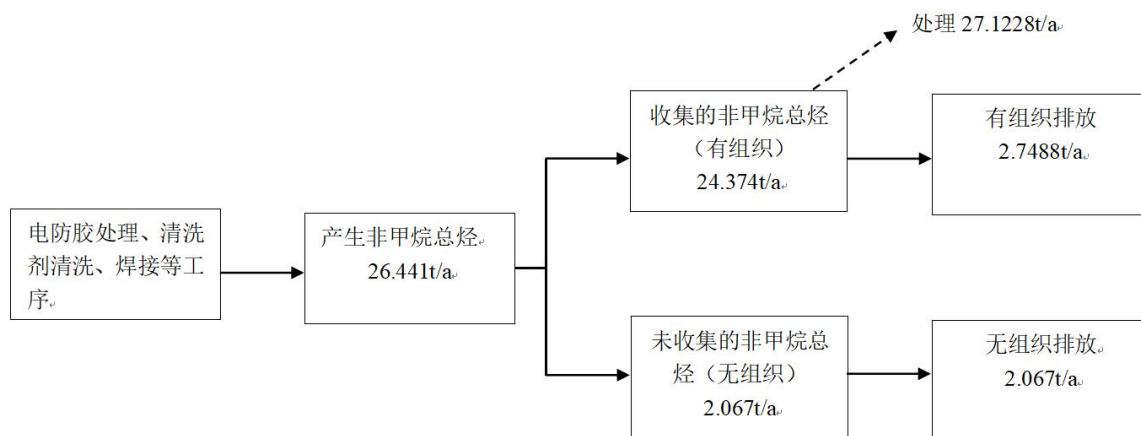 处理 27.1228t/a
收集的非甲烷总烃
（有组织）
24.374t/a
有组织排放
2.7488t/a
电防胶处理、清洗
剂清洗、焊接等工
序
产生非甲烷总烃
26.441t/a
未收集的非甲烷总
烃（无组织）
2.067t/a
无组织排放
2.067t/a